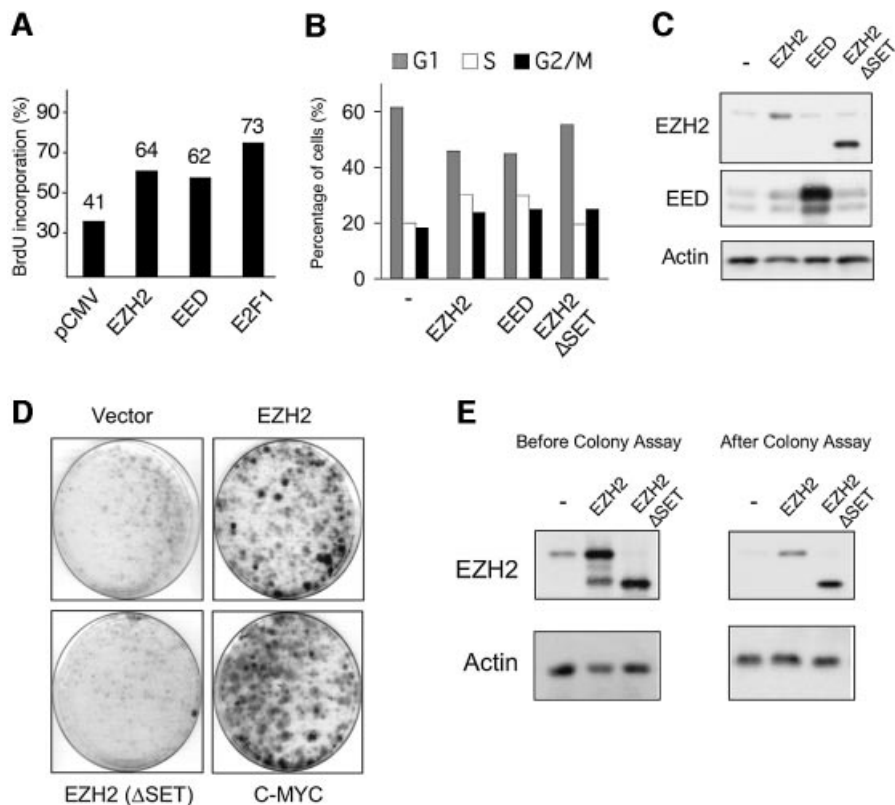 A
BrdU incorporation (%)
90
70
50
30
41
64
62
73
pCMV
EZH2
EED
E2F1
B
G1 S G2/M
Percentage of cells
60
40
20
0
-
EZH2
EED
EZH2
ΔSET
C
- EZH2 EED EZH2
ΔSET
EZH2
EED
Actin
D
Vector EZH2
EZH2 (ΔSET) C-MYC
E
Before Colony Assay After Colony Assay
- EZH2 EZH2
ΔSET
- EZH2 EZH2
ΔSET
EZH2
Actin